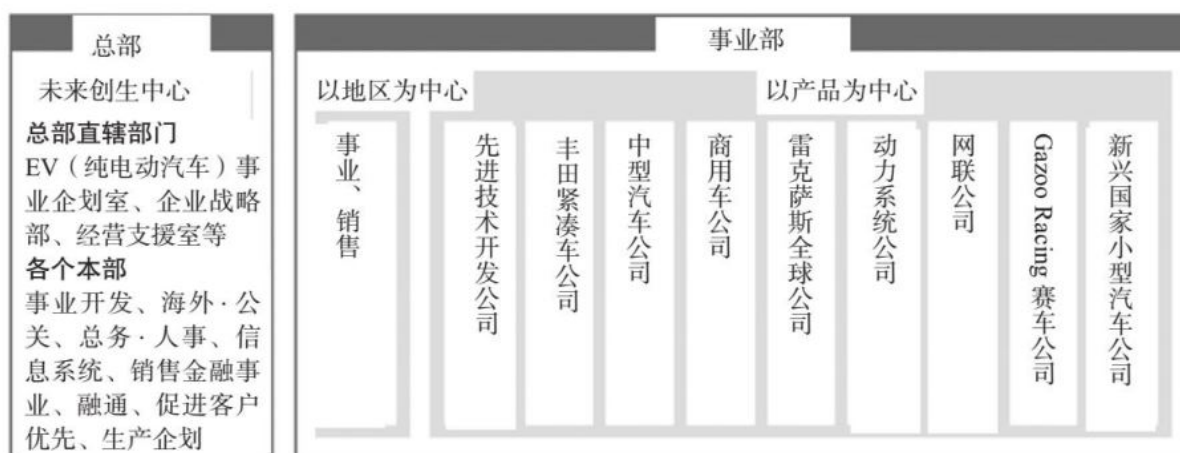 总部
未来创生中心
总部直辖部门
EV（纯电动汽车）事
业企划室、企业战略
部、经营支援室等
各个本部
事业开发、海外·公
关、总务·人事、信
息系统、销售金融事
业、融通、促进客户
优先、生产企划
事业部
以地区为中心
以产品为中心
事业、销售
先进技术开发公司
丰田紧凑车公司
中型汽车公司
商用车公司
雷克萨斯全球公司
动力系统公司
网联公司
Gazoo Racing 赛车公司
新兴国家小型汽车公司